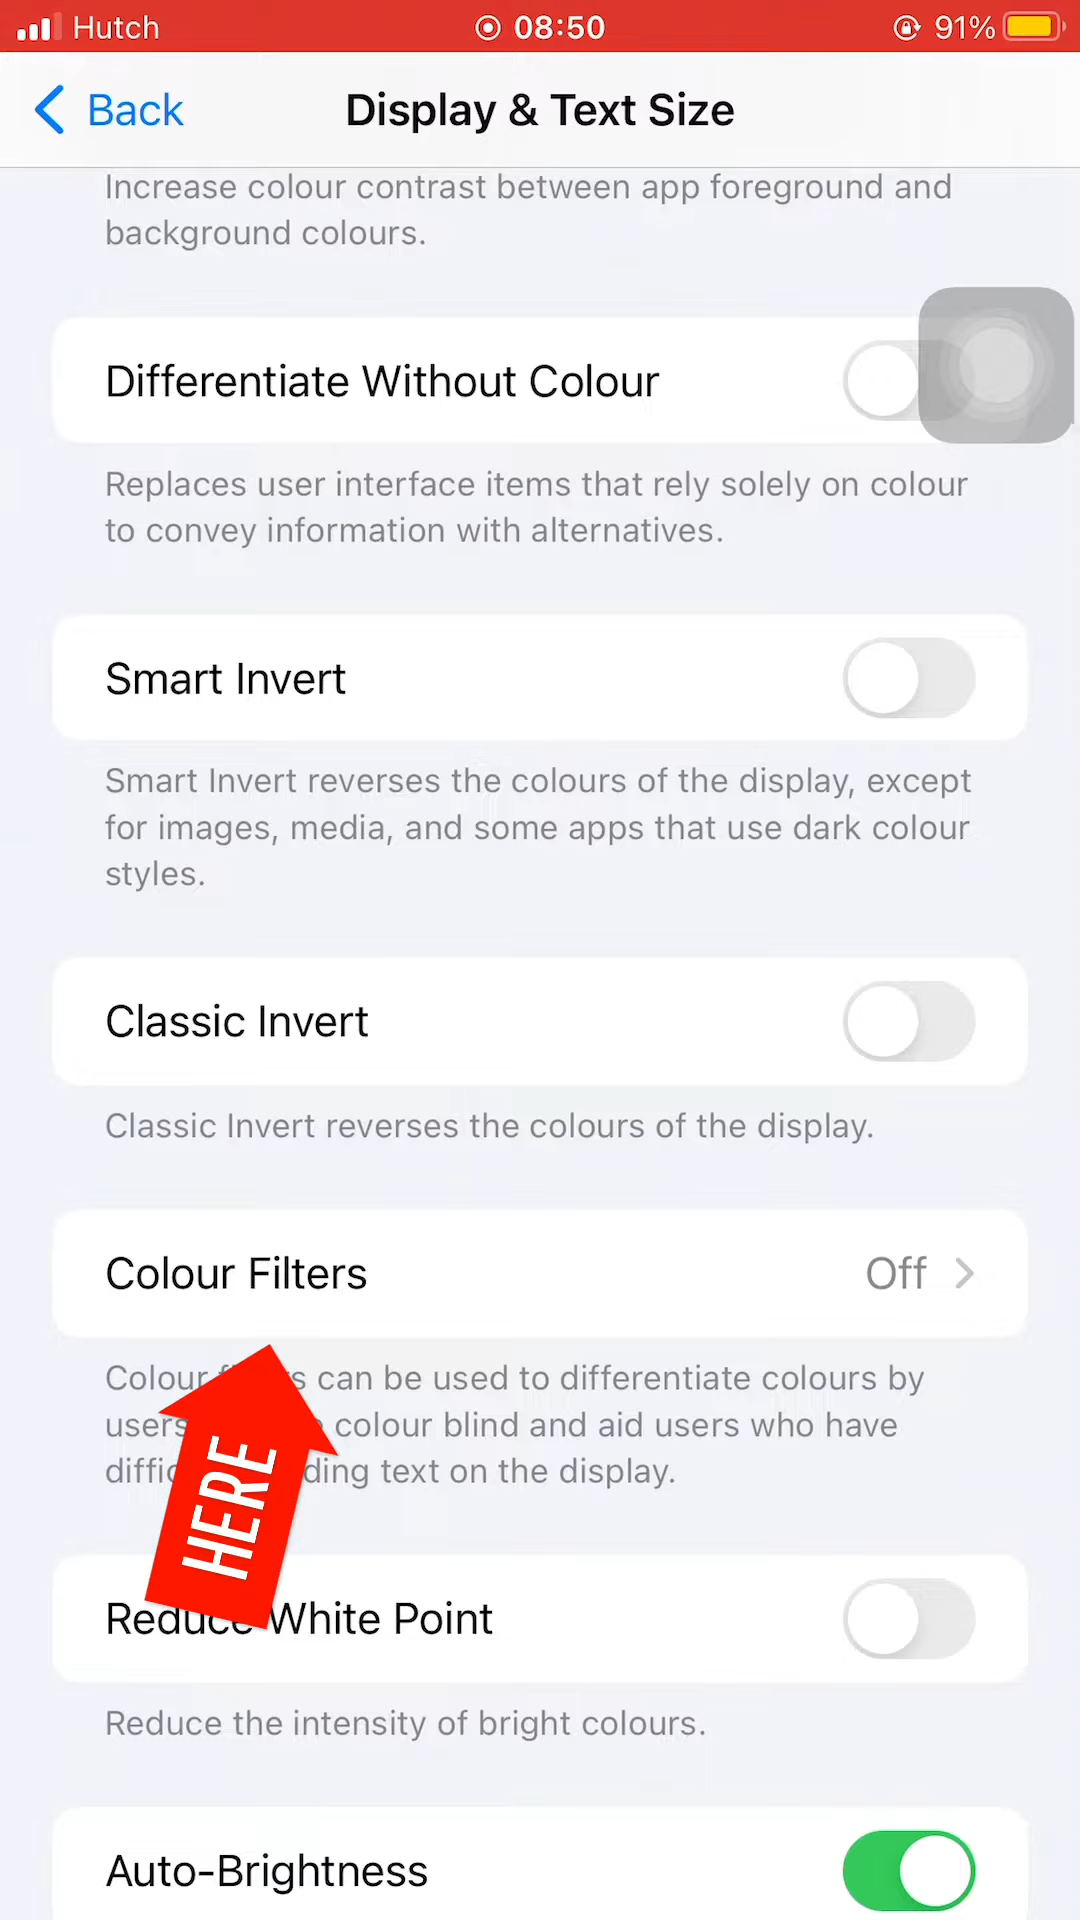 Hutch 08:50 91%
Back Display & Text Size
Increase colour contrast between app foreground and
background colours.
Differentiate Without Colour
Replaces user interface items that rely solely on colour
to convey information with alternatives.
Smart Invert
Smart Invert reverses the colours of the display, except
for images, media, and some apps that use dark colour
styles.
Classic Invert
Classic Invert reverses the colours of the display.
Colour Filters Off
Colour can be used to differentiate colours by
users colour blind and aid users who have
text on the display.
HERE
Reduce White Point
Reduce the intensity of bright colours.
Auto-Brightness